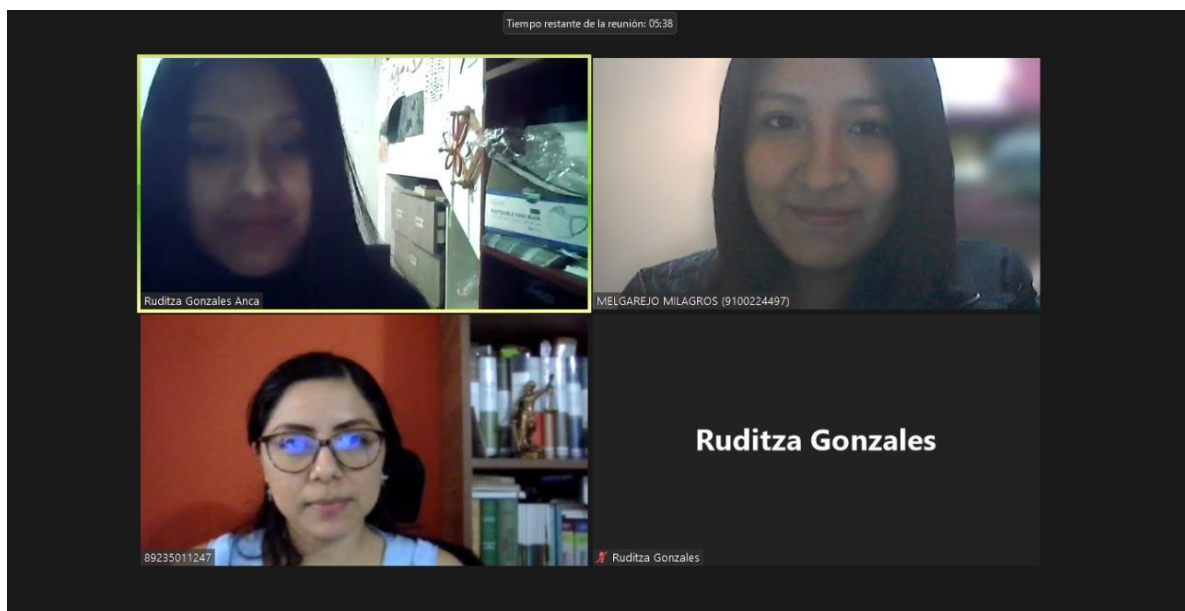 Tiempo restante de la reunión: 05:38
Ruditza Gonzales Anca
MELGAREJO MILAGROS (9100224497)
89235011247
Ruditza Gonzales
Ruditza Gonzales